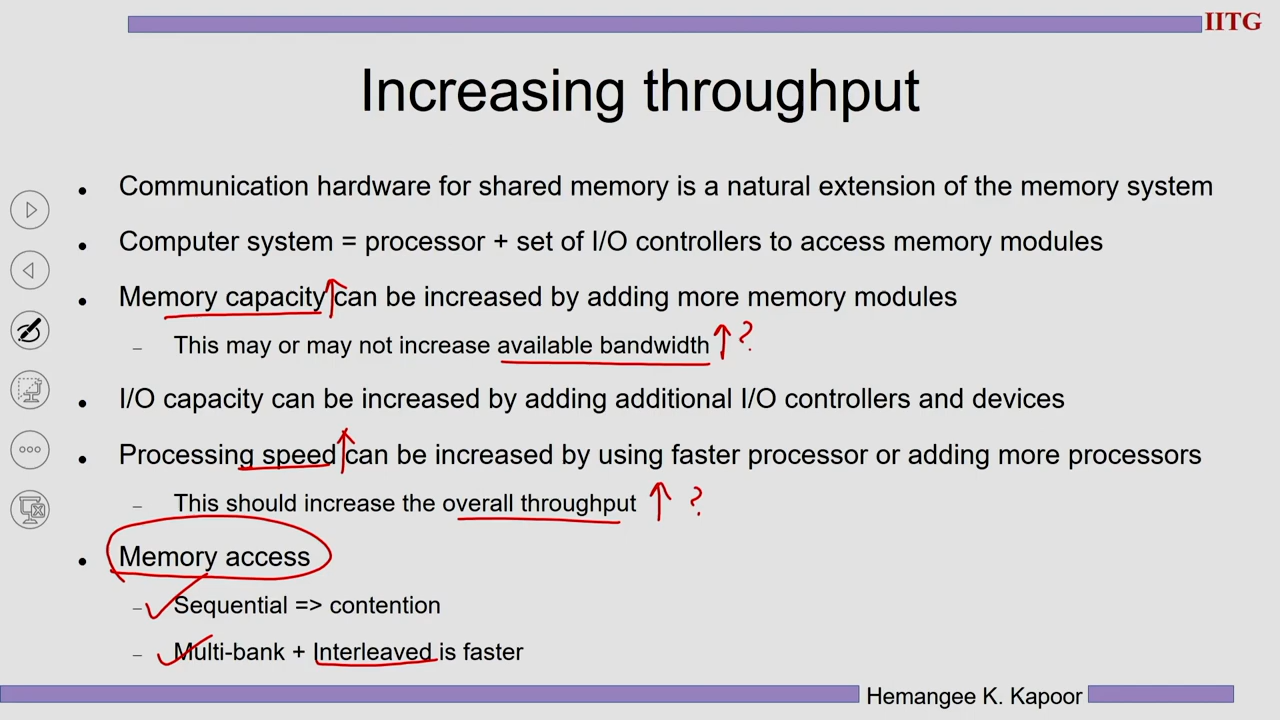 IITG
Increasing throughput
• Communication hardware for shared memory is a natural extension of the memory system
• Computer system = processor + set of I/O controllers to access memory modules
• Memory capacity ↑ can be increased by adding more memory modules
– This may or may not increase available bandwidth ↑ ?
• I/O capacity can be increased by adding additional I/O controllers and devices
• Processing speed ↑ can be increased by using faster processor or adding more processors
– This should increase the overall throughput ↑ ?
• Memory access
– Sequential => contention
– Multi-bank + Interleaved is faster
Hemangee K. Kapoor